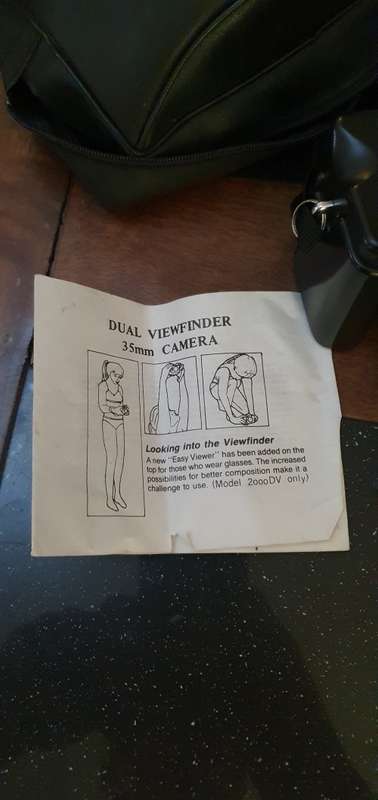 DUAL VIEWFINDER
35mm CAMERA
Looking into the Viewfinder
A new "Easy Viewer" has been added on the
top for those who wear glasses. The increased
possibilities for better composition make it a
challenge to use. (Model 2000DV only)